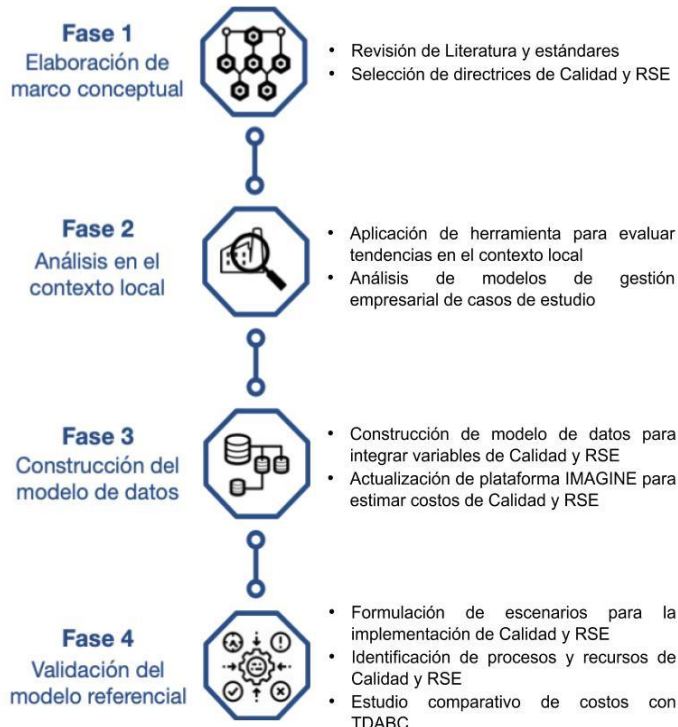 Fase 1
Elaboración de
marco conceptual
• Revisión de Literatura y estándares
• Selección de directrices de Calidad y RSE
Fase 2
Análisis en el
contexto local
• Aplicación de herramienta para evaluar
tendencias en el contexto local
• Análisis de modelos de gestión
empresarial de casos de estudio
Fase 3
Construcción del
modelo de datos
• Construcción de modelo de datos para
integrar variables de Calidad y RSE
• Actualización de plataforma IMAGINE para
estimar costos de Calidad y RSE
Fase 4
Validación del
modelo referencial
• Formulación de escenarios para la
implementación de Calidad y RSE
• Identificación de procesos y recursos de
Calidad y RSE
• Estudio comparativo de costos con
TDABC